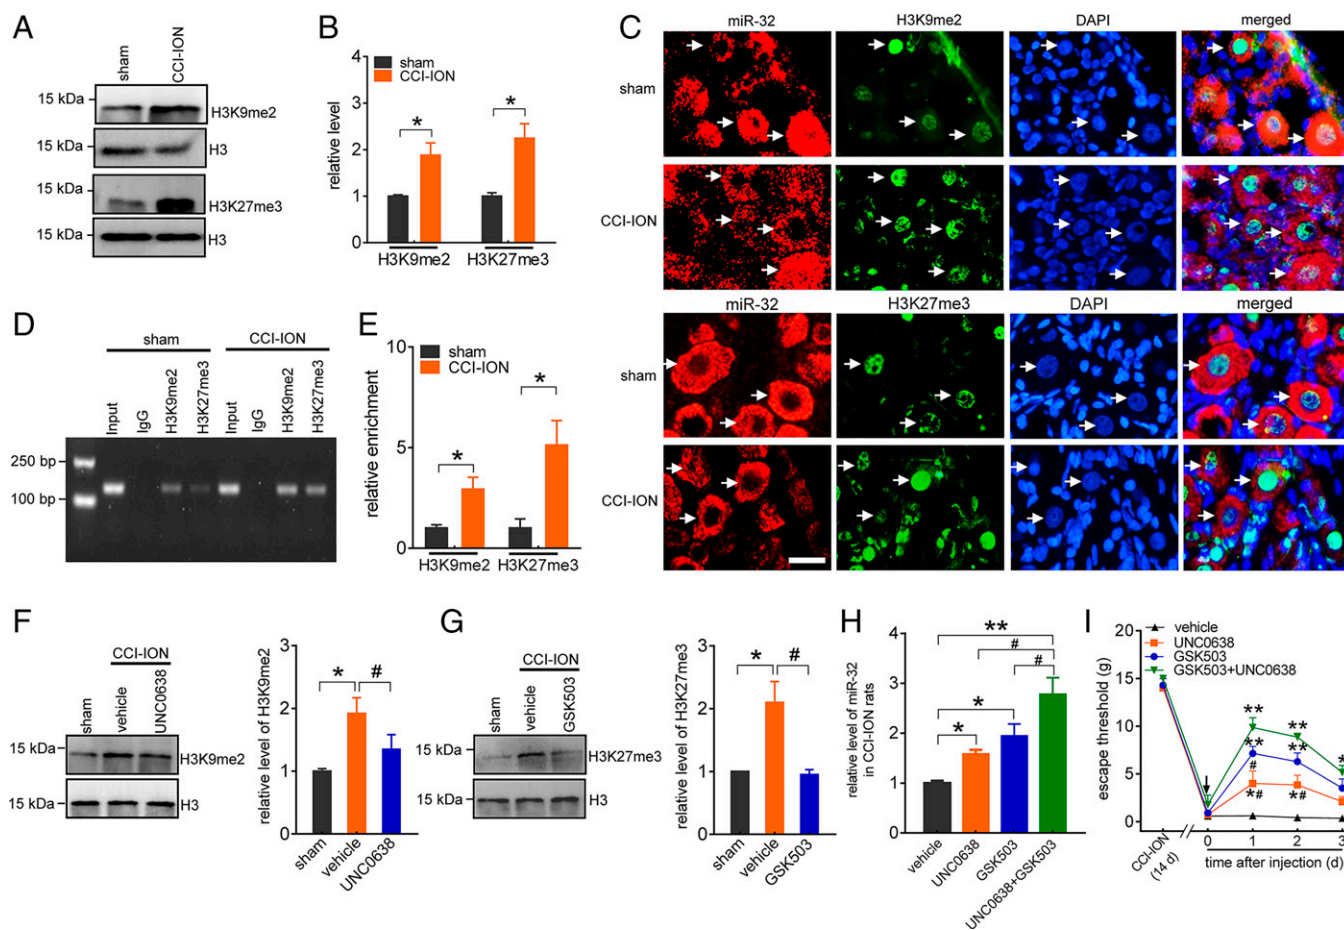 A
sham
CCI-ION
15 kDa
H3K9me2
15 kDa
H3
15 kDa
H3K27me3
15 kDa
H3
B
sham
CCI-ION
relative level
4
3
2
1
0
*
*
H3K9me2
H3K27me3
C
miR-32
H3K9me2
DAPI
merged
sham
CCI-ION
miR-32
H3K27me3
DAPI
merged
sham
CCI-ION
D
sham
CCI-ION
Input
IgG
H3K9me2
H3K27me3
Input
IgG
H3K9me2
H3K27me3
250 bp
100 bp
E
sham
CCI-ION
relative enrichment
10
5
0
*
*
H3K9me2
H3K27me3
F
CCI-ION
sham
vehicle
UNC0638
15 kDa
H3K9me2
15 kDa
H3
relative level of H3K9me2
3
2
1
0
*
#
sham
vehicle
UNC0638
G
CCI-ION
sham
vehicle
GSK503
15 kDa
H3K27me3
15 kDa
H3
relative level of H3K27me3
3
2
1
0
*
#
sham
vehicle
GSK503
H
relative level of miR-32
in CCI-ION rats
4
3
2
1
0
**
#
#
*
*
vehicle
UNC0638
GSK503
UNC0638+GSK503
I
vehicle
UNC0638
GSK503
GSK503+UNC0638
escape threshold (g)
20
15
10
5
0
**
**
*
**
**
#
*#
*#
CCI-ION
(14 d)
0
1
2
3
time after injection (d)